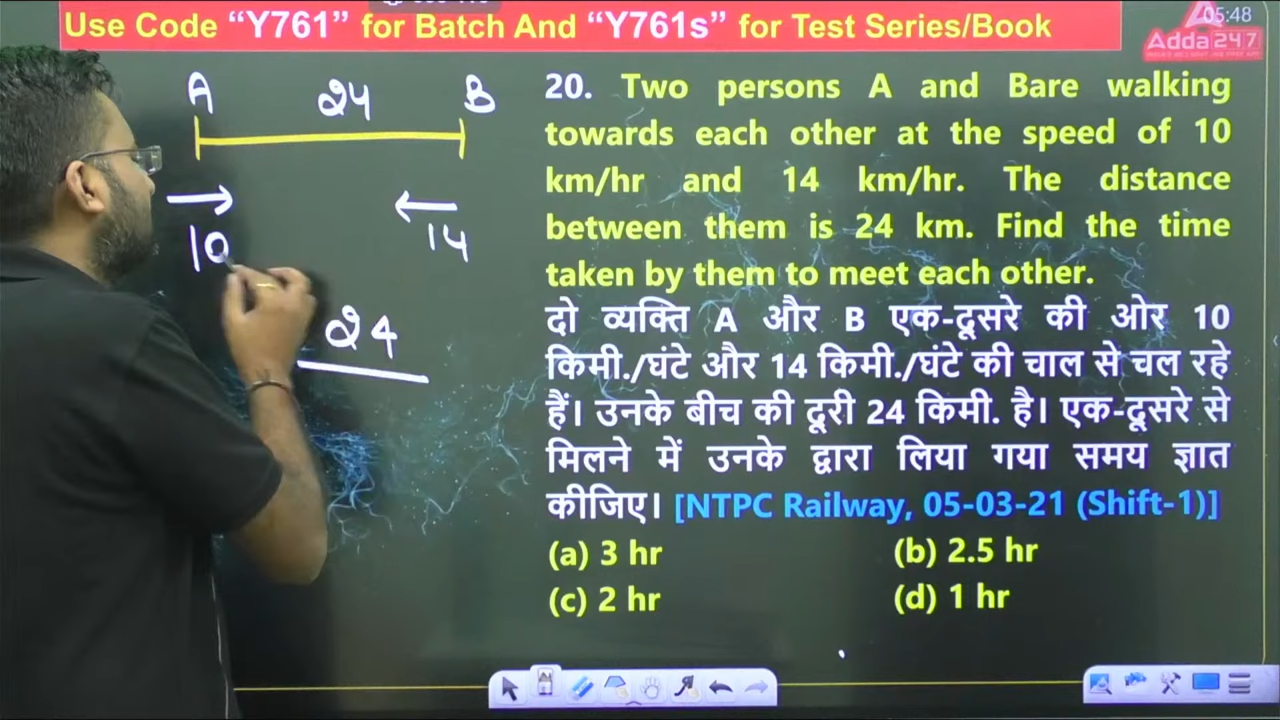 Use Code “Y761” for Batch And “Y761s” for Test Series/Book
05:48
Adda247
A 24 B
10
14
24
20. Two persons A and Bare walking
towards each other at the speed of 10
km/hr and 14 km/hr. The distance
between them is 24 km. Find the time
taken by them to meet each other.
दो व्यक्ति A और B एक-दूसरे की ओर 10
किमी./घंटे और 14 किमी./घंटे की चाल से चल रहे
हैं। उनके बीच की दूरी 24 किमी. है। एक-दूसरे से
मिलने में उनके द्वारा लिया गया समय ज्ञात
कीजिए। [NTPC Railway, 05-03-21 (Shift-1)]
(a) 3 hr (b) 2.5 hr
(c) 2 hr (d) 1 hr